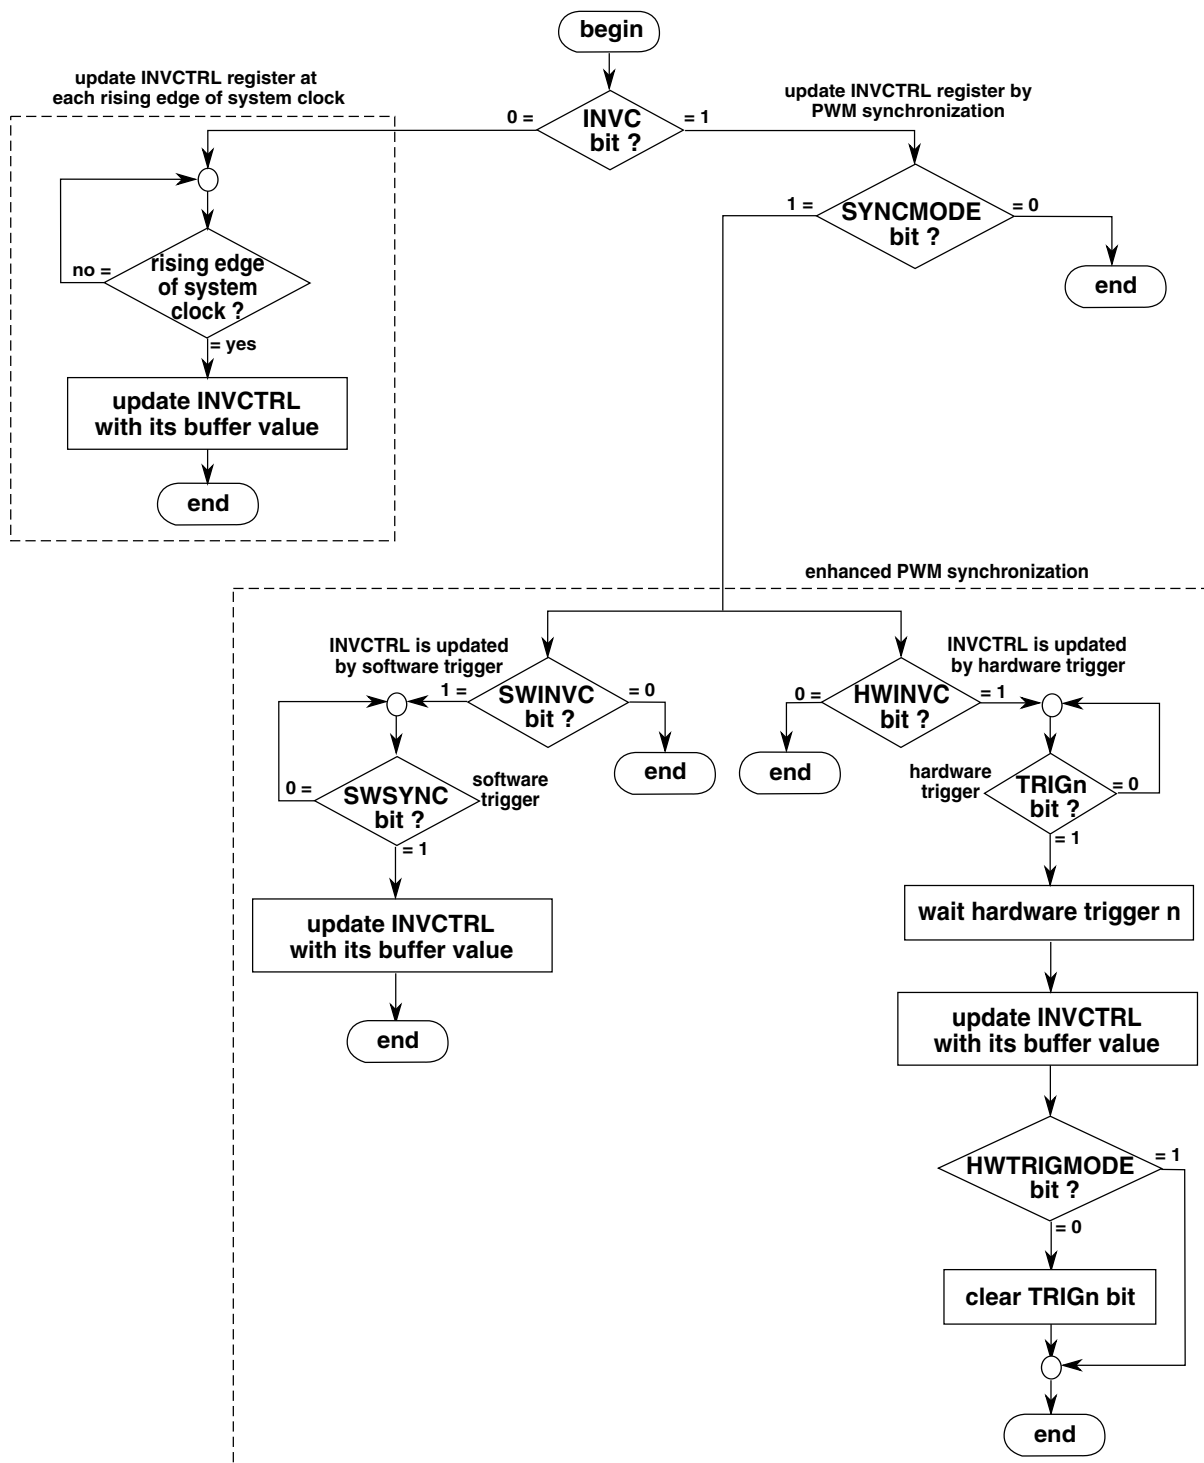 begin
update INVCTRL register at
each rising edge of system clock
update INVCTRL register by
PWM synchronization
0 =
INVC
bit ?
= 1
1 =
SYNCMODE
bit ?
= 0
end
no =
rising edge
of system
clock ?
= yes
update INVCTRL
with its buffer value
end
enhanced PWM synchronization
INVCTRL is updated
by software trigger
INVCTRL is updated
by hardware trigger
1 =
SWINVC
bit ?
= 0
0 =
HWINVC
bit ?
= 1
end
end
0 =
SWSYNC
bit ?
software
trigger
= 1
hardware
trigger
TRIGn
bit ?
= 0
= 1
update INVCTRL
with its buffer value
end
wait hardware trigger n
update INVCTRL
with its buffer value
HWTRIGMODE
bit ?
= 1
= 0
clear TRIGn bit
end